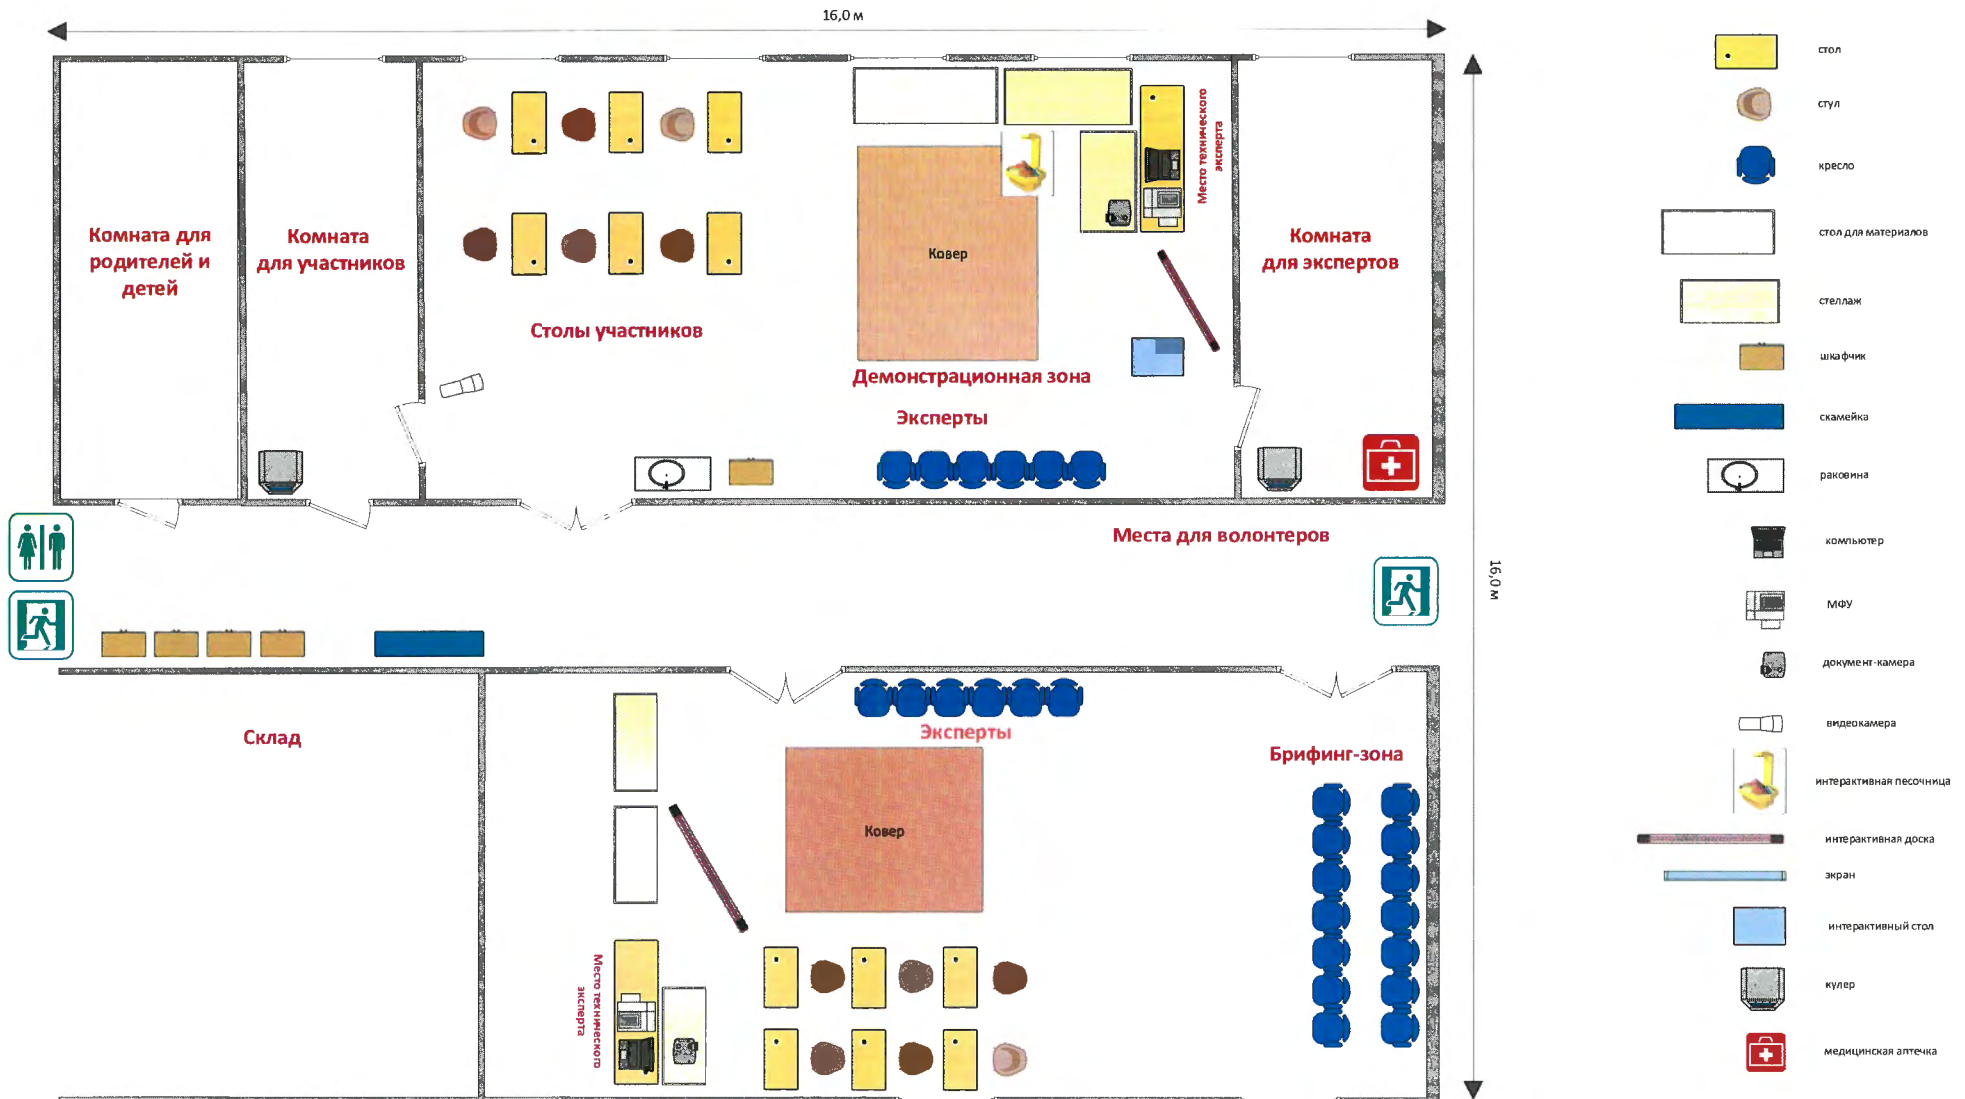 16,0 м
Комната для
родителей и
детей
Комната
для участников
Столы участников
Ковер
Демонстрационная зона
Эксперты
Место технического
эксперта
Комната
для экспертов
Места для волонтеров
16,0 м
Склад
Эксперты
Ковер
Брифинг-зона
Место технического
эксперта
стол
стул
кресло
стол для материалов
стеллаж
шкафчик
скамейка
раковина
компьютер
МФУ
документ-камера
видеокамера
интерактивная песочница
интерактивная доска
экран
интерактивный стол
кулер
медицинская аптечка